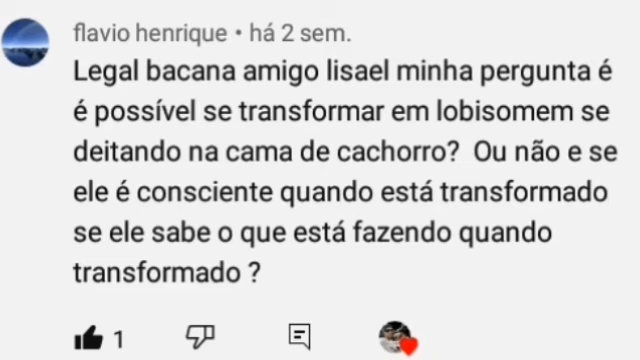 flavio henrique • há 2 sem.
Legal bacana amigo lisael minha pergunta é
é possível se transformar em lobisomem se
deitando na cama de cachorro? Ou não e se
ele é consciente quando está transformado
se ele sabe o que está fazendo quando
transformado ?
1